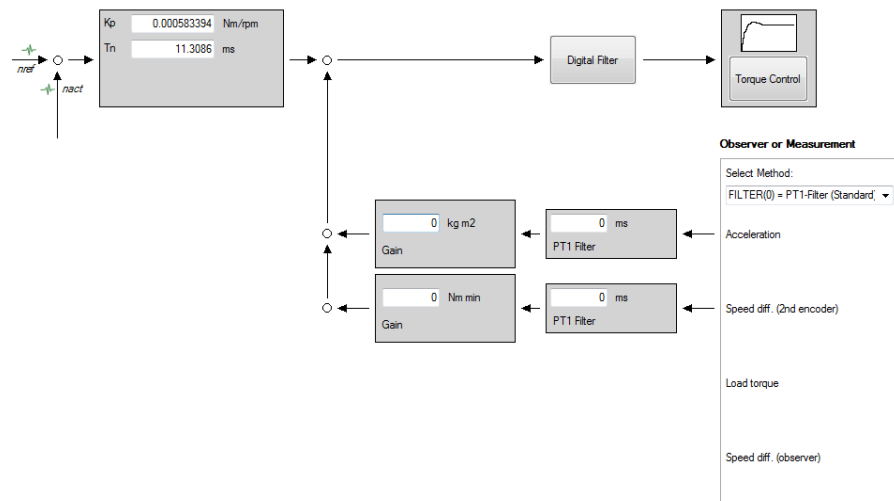 Kp 0.000583394 Nm/rpm
Tn 11.3086 ms
nref
nact
Digital Filter
Torque Control
Observer or Measurement
Select Method:
FILTER(0) = PT1-Filter (Standard)
0 kg m2
Gain
0 ms
PT1 Filter
Acceleration
0 Nm min
Gain
0 ms
PT1 Filter
Speed diff. (2nd encoder)
Load torque
Speed diff. (observer)